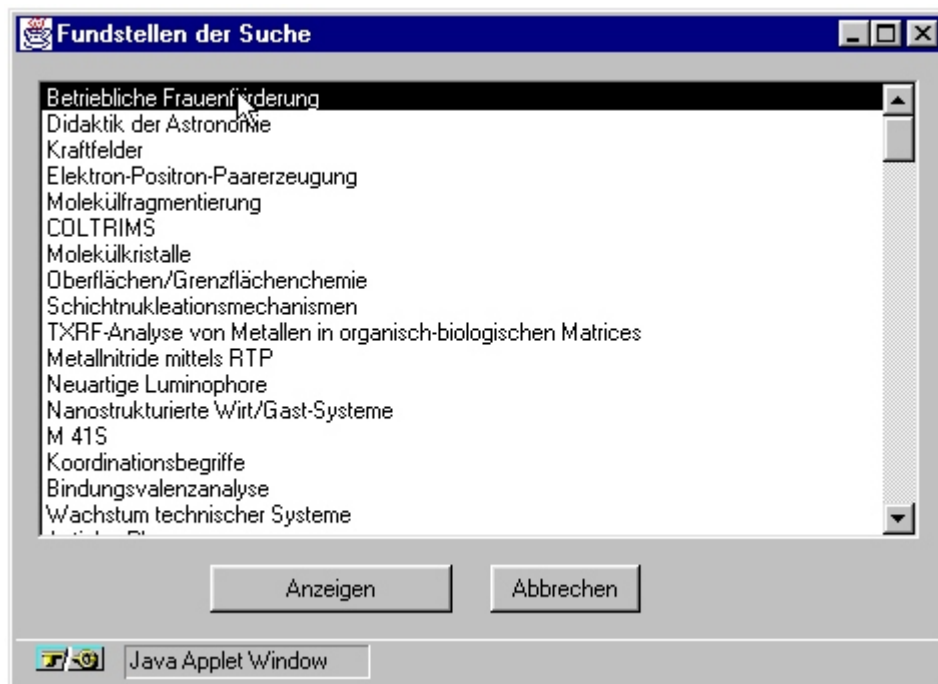 Fundstellen der Suche
Betriebliche Frauenförderung
Didaktik der Astronomie
Kraftfelder
Elektron-Positron-Paarerzeugung
Molekülfragmentierung
COLTRIMS
Molekülkristalle
Oberflächen/Grenzflächenchemie
Schichtnukleationsmechanismen
TXRF-Analyse von Metallen in organisch-biologischen Matrices
Metallnitride mittels RTP
Neuartige Luminophore
Nanostrukturierte Wirt/Gast-Systeme
M 41S
Koordinationsbegriffe
Bindungsvalenzanalyse
Wachstum technischer Systeme
Anzeigen Abbrechen
Java Applet Window